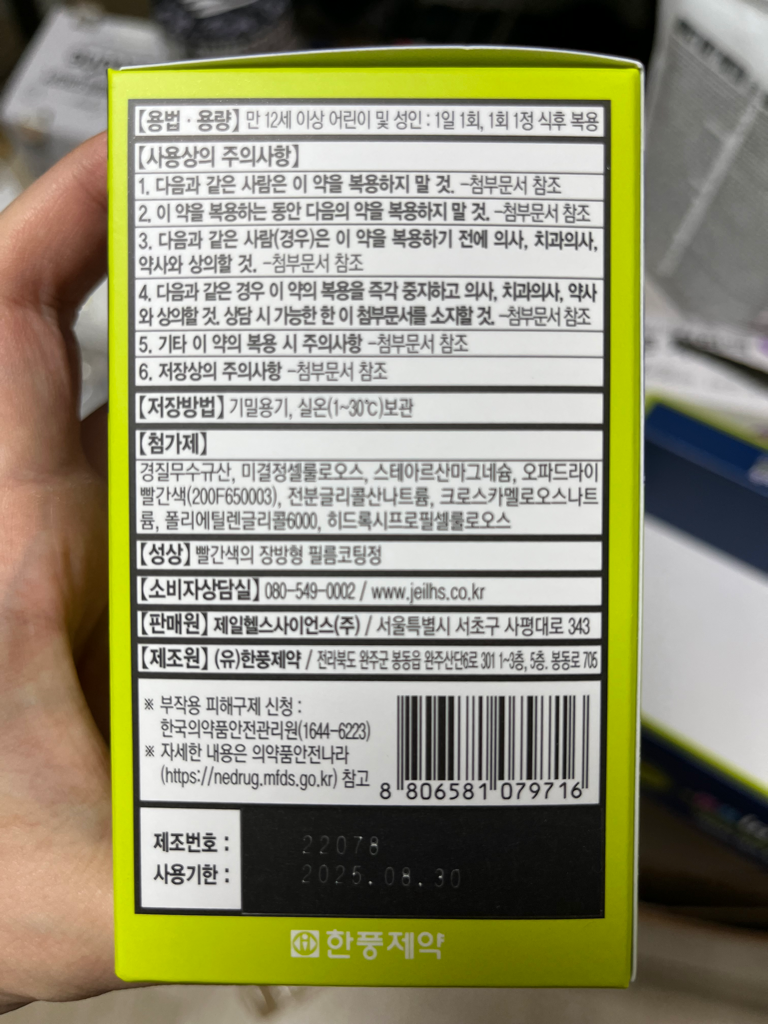 【용법 · 용량】 만 12세 이상 어린이 및 성인 : 1일 1회, 1회 1정 식후 복용
【사용상의 주의사항】
1. 다음과 같은 사람은 이 약을 복용하지 말 것. -첨부문서 참조
2. 이 약을 복용하는 동안 다음의 약을 복용하지 말 것. -첨부문서 참조
3. 다음과 같은 사람(경우)은 이 약을 복용하기 전에 의사, 치과의사,
약사와 상의할 것. -첨부문서 참조
4. 다음과 같은 경우 이 약의 복용을 즉각 중지하고 의사, 치과의사, 약사
와 상의할 것. 상담 시 가능한 한 이 첨부문서를 소지할 것. -첨부문서 참조
5. 기타 이 약의 복용 시 주의사항 -첨부문서 참조
6. 저장상의 주의사항 -첨부문서 참조
【저장방법】 기밀용기, 실온(1~30℃)보관
【첨가제】
경질무수규산, 미결정셀룰로오스, 스테아르산마그네슘, 오파드라이
빨간색(200F650003), 전분글리콜산나트륨, 크로스카멜로오스나트
륨, 폴리에틸렌글리콜6000, 히드록시프로필셀룰로오스
【성상】 빨간색의 장방형 필름코팅정
【소비자상담실】 080-549-0002 / www.jeilhs.co.kr
【판매원】 제일헬스사이언스(주) / 서울특별시 서초구 사평대로 343
【제조원】 (유)한풍제약 / 전라북도 완주군 봉동읍 완주산단6로 301 1~3층, 5층. 봉동로 705
※ 부작용 피해구제 신청 :
한국의약품안전관리원(1644-6223)
※ 자세한 내용은 의약품안전나라
(https://nedrug.mfds.go.kr) 참고
8 806581 079716
제조번호 : 22078
사용기한 : 2025.08.30
한풍제약